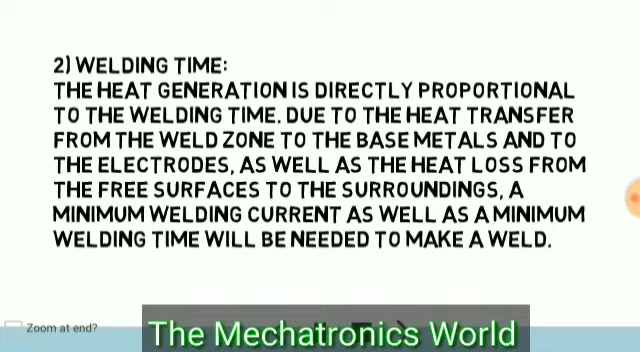 2) WELDING TIME:
THE HEAT GENERATION IS DIRECTLY PROPORTIONAL
TO THE WELDING TIME. DUE TO THE HEAT TRANSFER
FROM THE WELD ZONE TO THE BASE METALS AND TO
THE ELECTRODES, AS WELL AS THE HEAT LOSS FROM
THE FREE SURFACES TO THE SURROUNDINGS, A
MINIMUM WELDING CURRENT AS WELL AS A MINIMUM
WELDING TIME WILL BE NEEDED TO MAKE A WELD.
Zoom at end?
The Mechatronics World